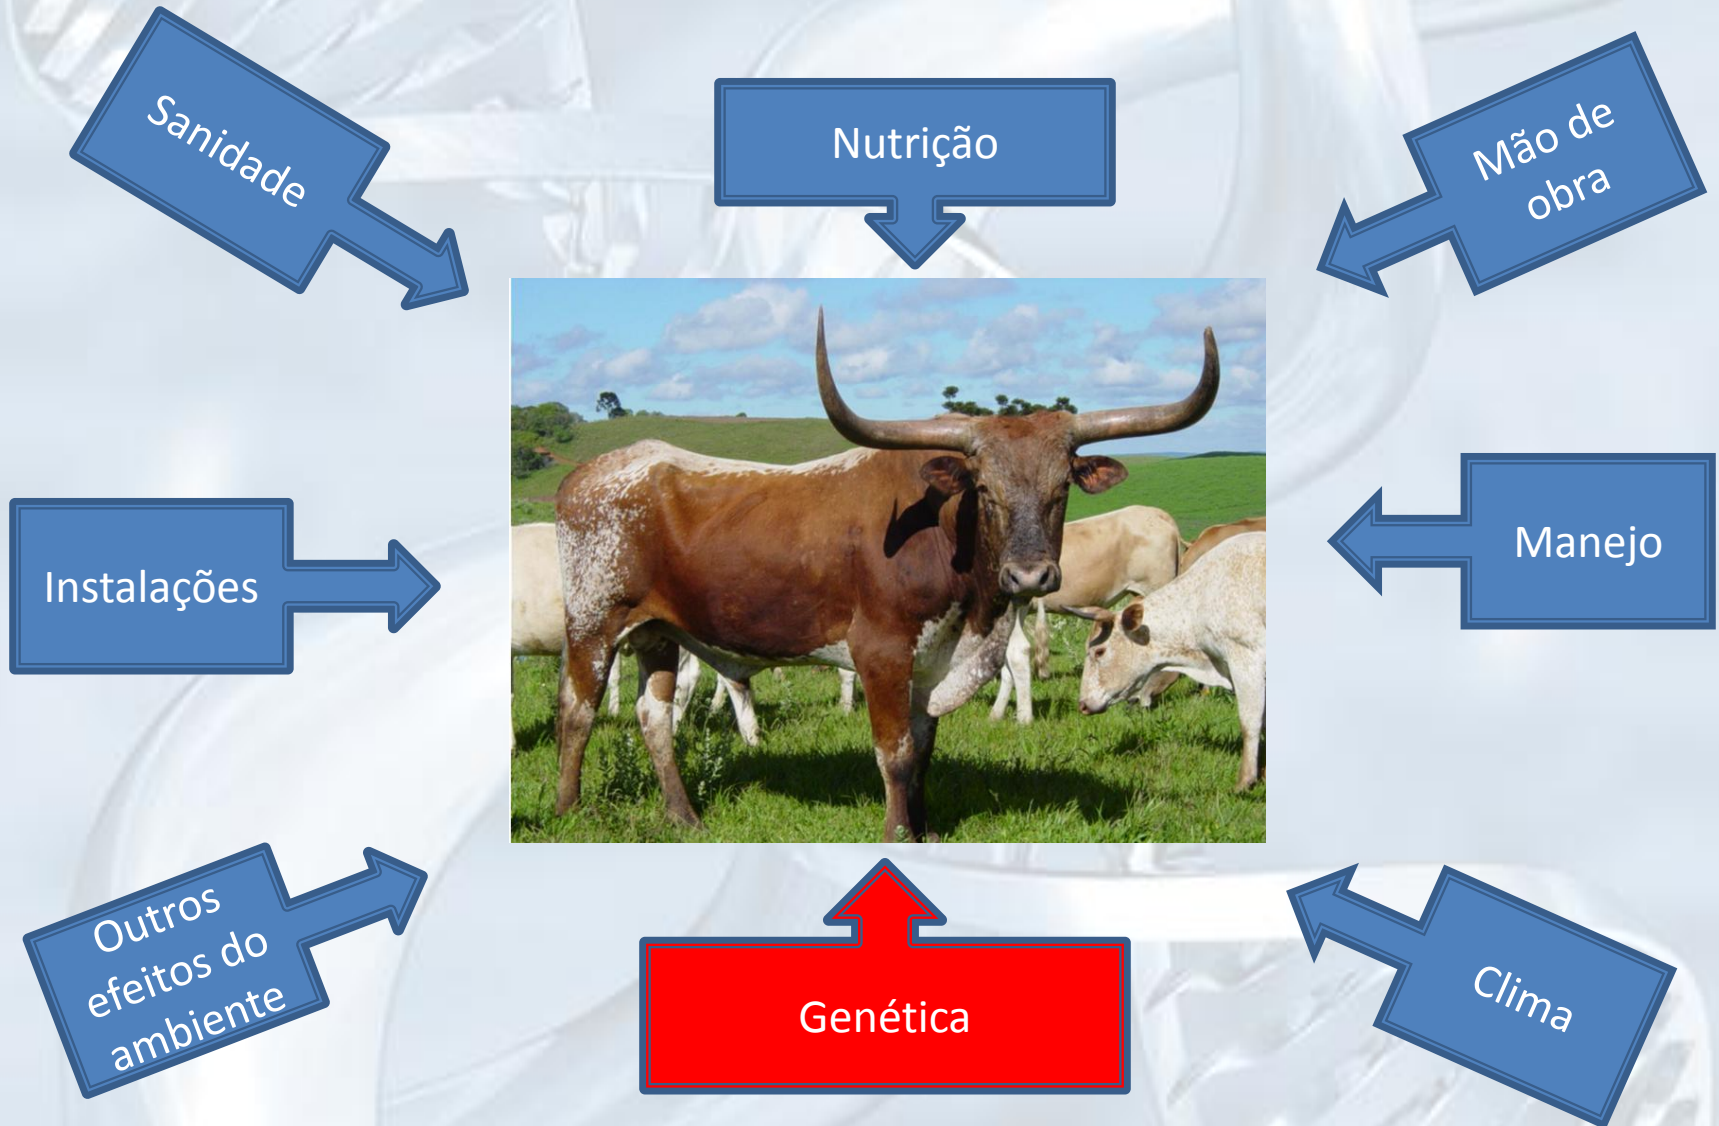 Sanidade
Nutrição
Mão de
obra
Instalações
Manejo
Outros
efeitos do
ambiente
Genética
Clima